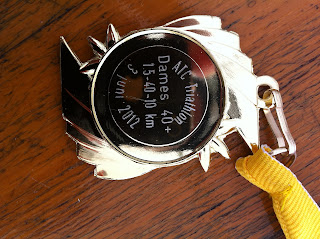 ATC Triathlon
Dames 40+
1.5-40-10 km
3 juni 2012